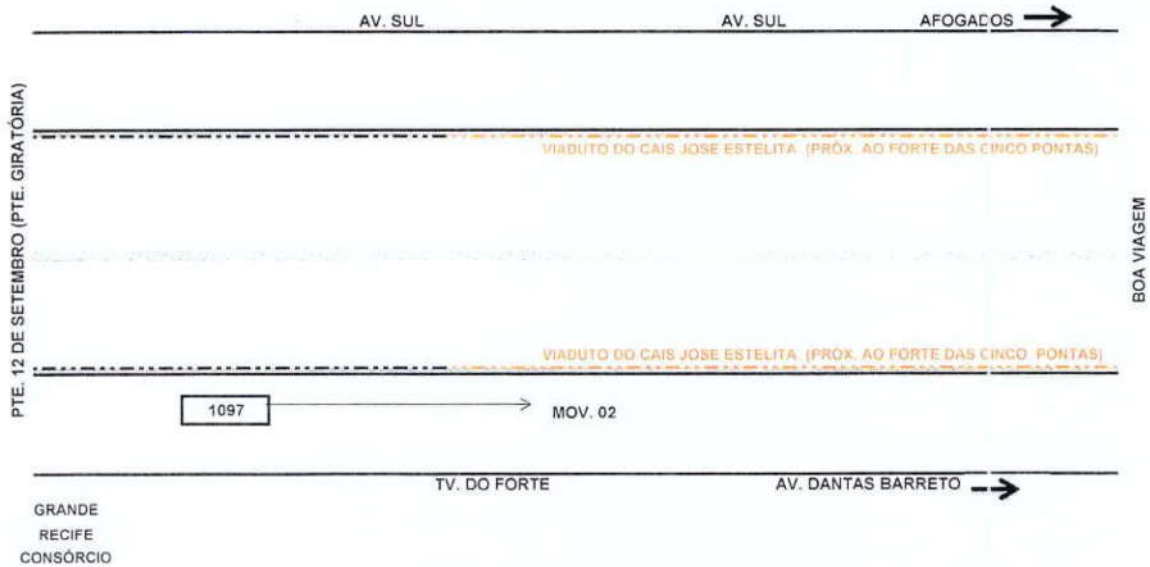 AV. SUL AV. SUL AFOGADOS
PTE. 12 DE SETEMBRO (PTE. GIRATÓRIA)
VIADUTO DO CAIS JOSE ESTELITA (PRÓX. AO FORTE DAS CINCO PONTAS)
BOA VIAGEM
VIADUTO DO CAIS JOSE ESTELITA (PRÓX. AO FORTE DAS CINCO PONTAS)
1097 MOV. 02
TV. DO FORTE AV. DANTAS BARRETO
GRANDE
RECIFE
CONSÓRCIO